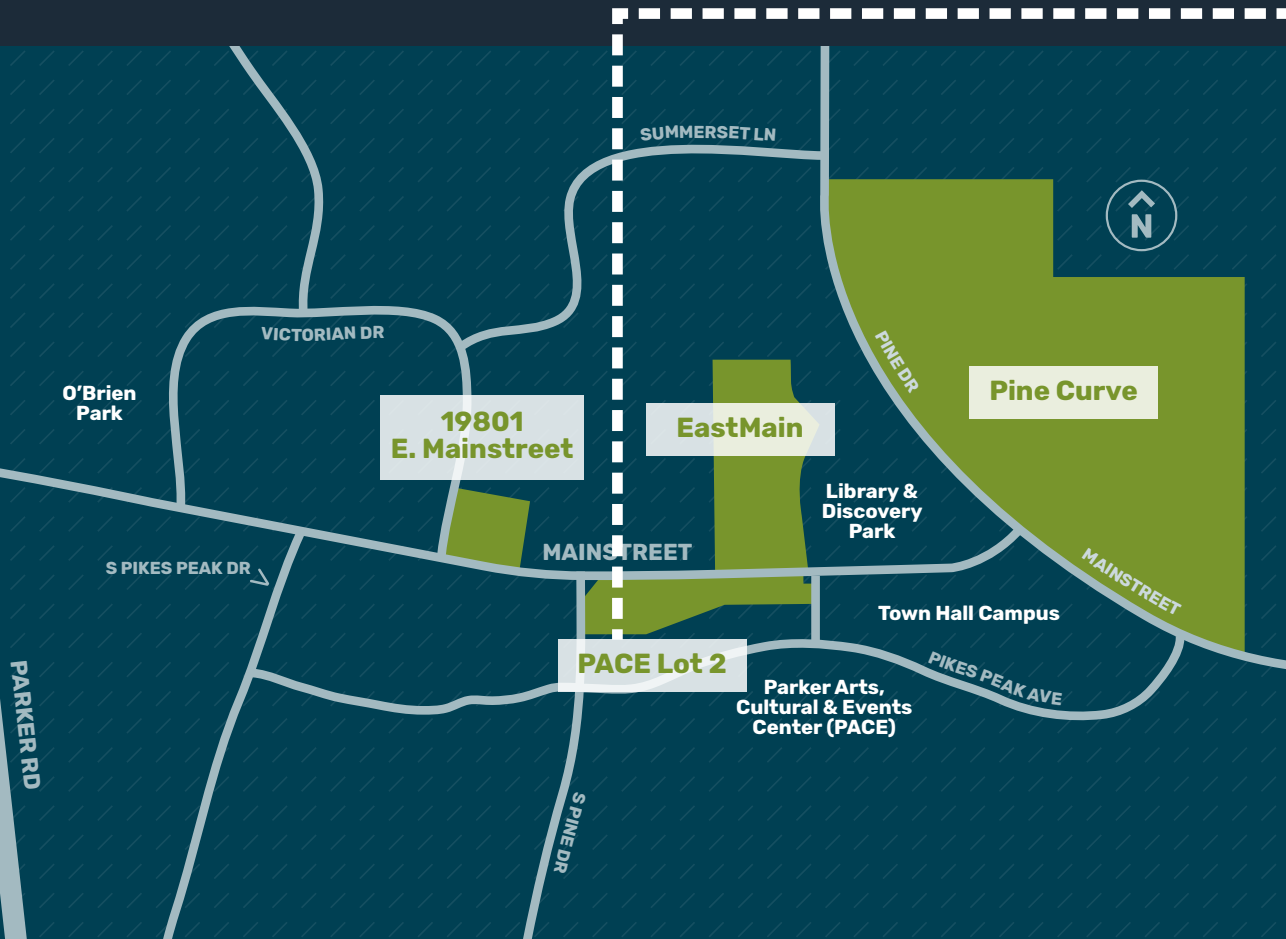 SUMMERSET LN
N
VICTORIAN DR
PINE DR
O’Brien
Park
19801
E. Mainstreet
EastMain
Pine Curve
Library &
Discovery
Park
MAINSTREET
S PIKES PEAK DR
MAINSTREET
Town Hall Campus
PACE Lot 2
PIKES PEAK AVE
PARKER RD
Parker Arts,
Cultural & Events
Center (PACE)
S PINE DR